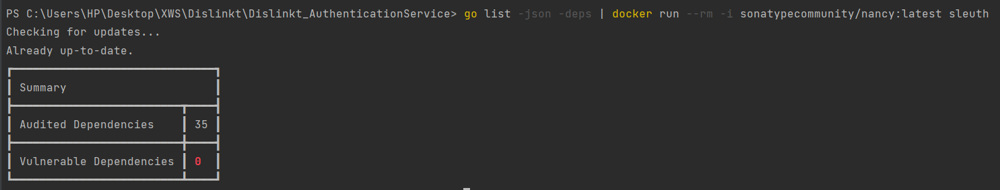 PS C:\Users\HP\Desktop\XWS\Dislinkt\Dislinkt_AuthenticationService> go list -json -deps | docker run --rm -i sonatypecommunity/nancy:latest sleuth
Checking for updates...
Already up-to-date.
Summary
Audited Dependencies 35
Vulnerable Dependencies 0